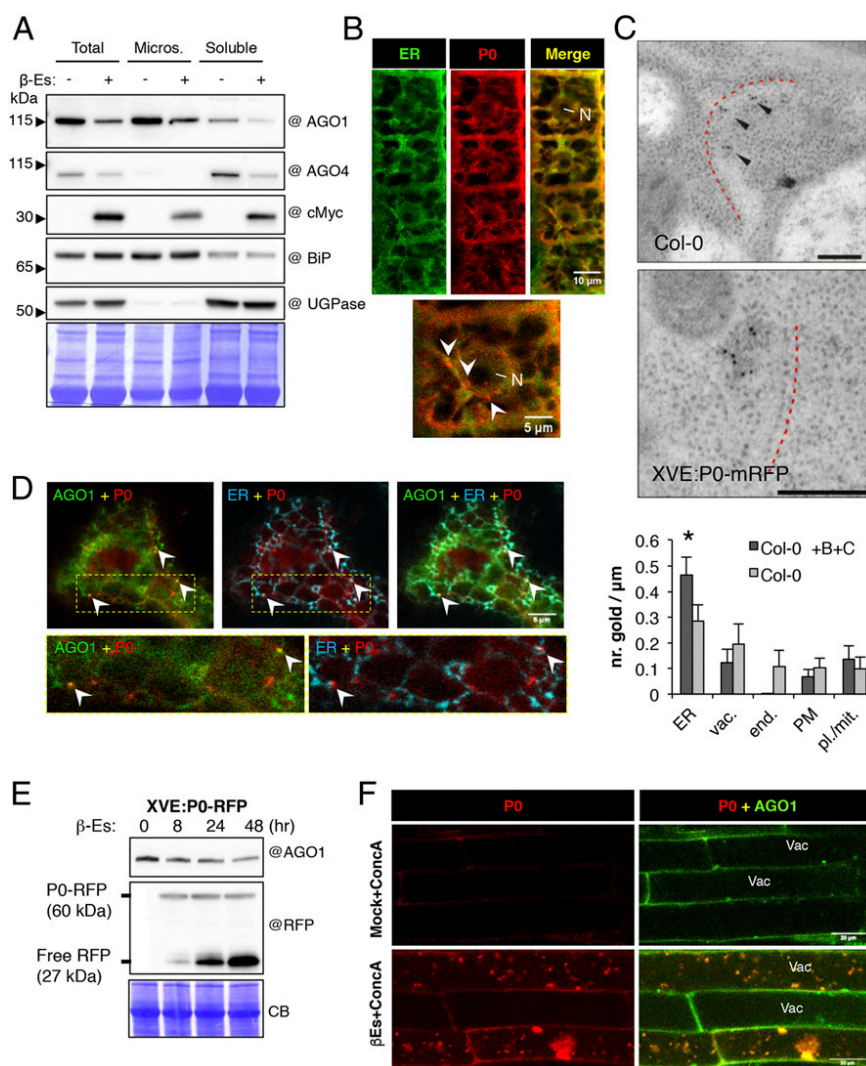 A
Total Micros. Soluble
β-Es: - + - + - +
kDa
115 @ AGO1
115 @ AGO4
30 @ cMyc
65 @ BiP
50 @ UGPase
B
ER P0 Merge
N
10 µm
N
5 µm
C
Col-0
XVE:P0-mRFP
*
Col-0 +B+C
Col-0
nr. gold / µm
0.6
0.5
0.4
0.3
0.2
0.1
0
ER vac. end. PM pl./mit.
D
AGO1 + P0 ER + P0 AGO1 + ER + P0
5 µm
AGO1 + P0 ER + P0
E
XVE:P0-RFP
β-Es: 0 8 24 48 (hr)
@AGO1
P0-RFP
(60 kDa)
@RFP
Free RFP
(27 kDa)
CB
F
P0 P0 + AGO1
Mock+ConcA
Vac
Vac
20 µm
βEs+ConcA
Vac
Vac
20 µm